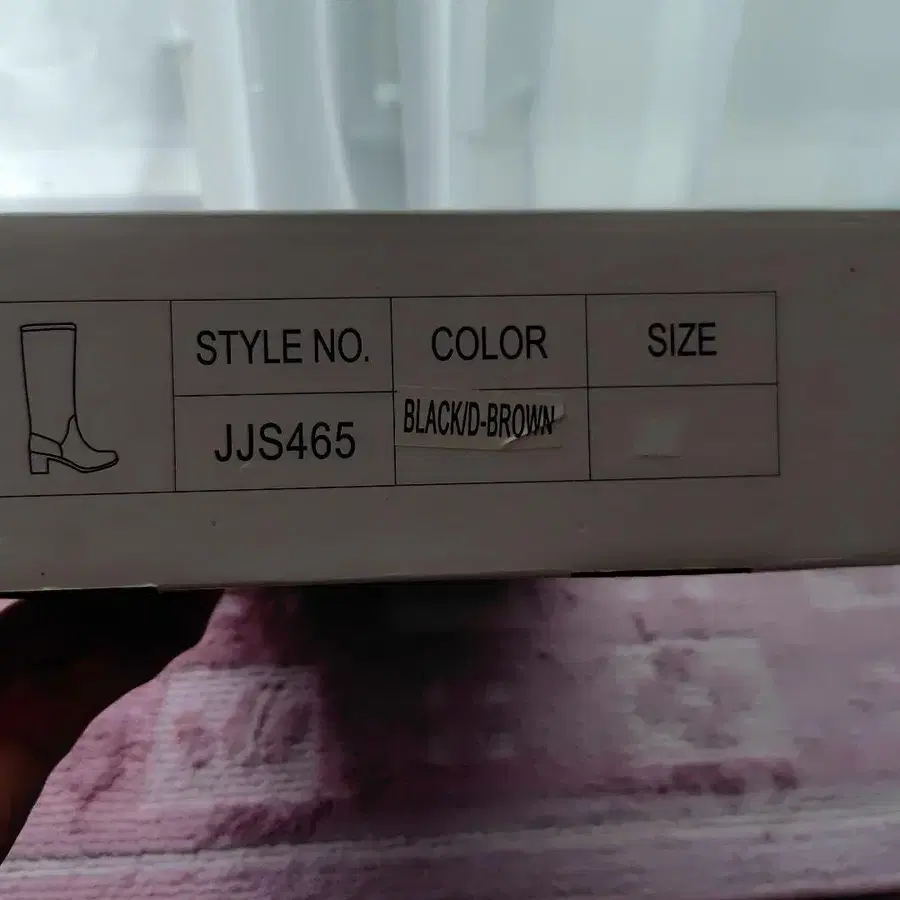 STYLE NO. COLOR SIZE
JJS465 BLACK/D-BROWN